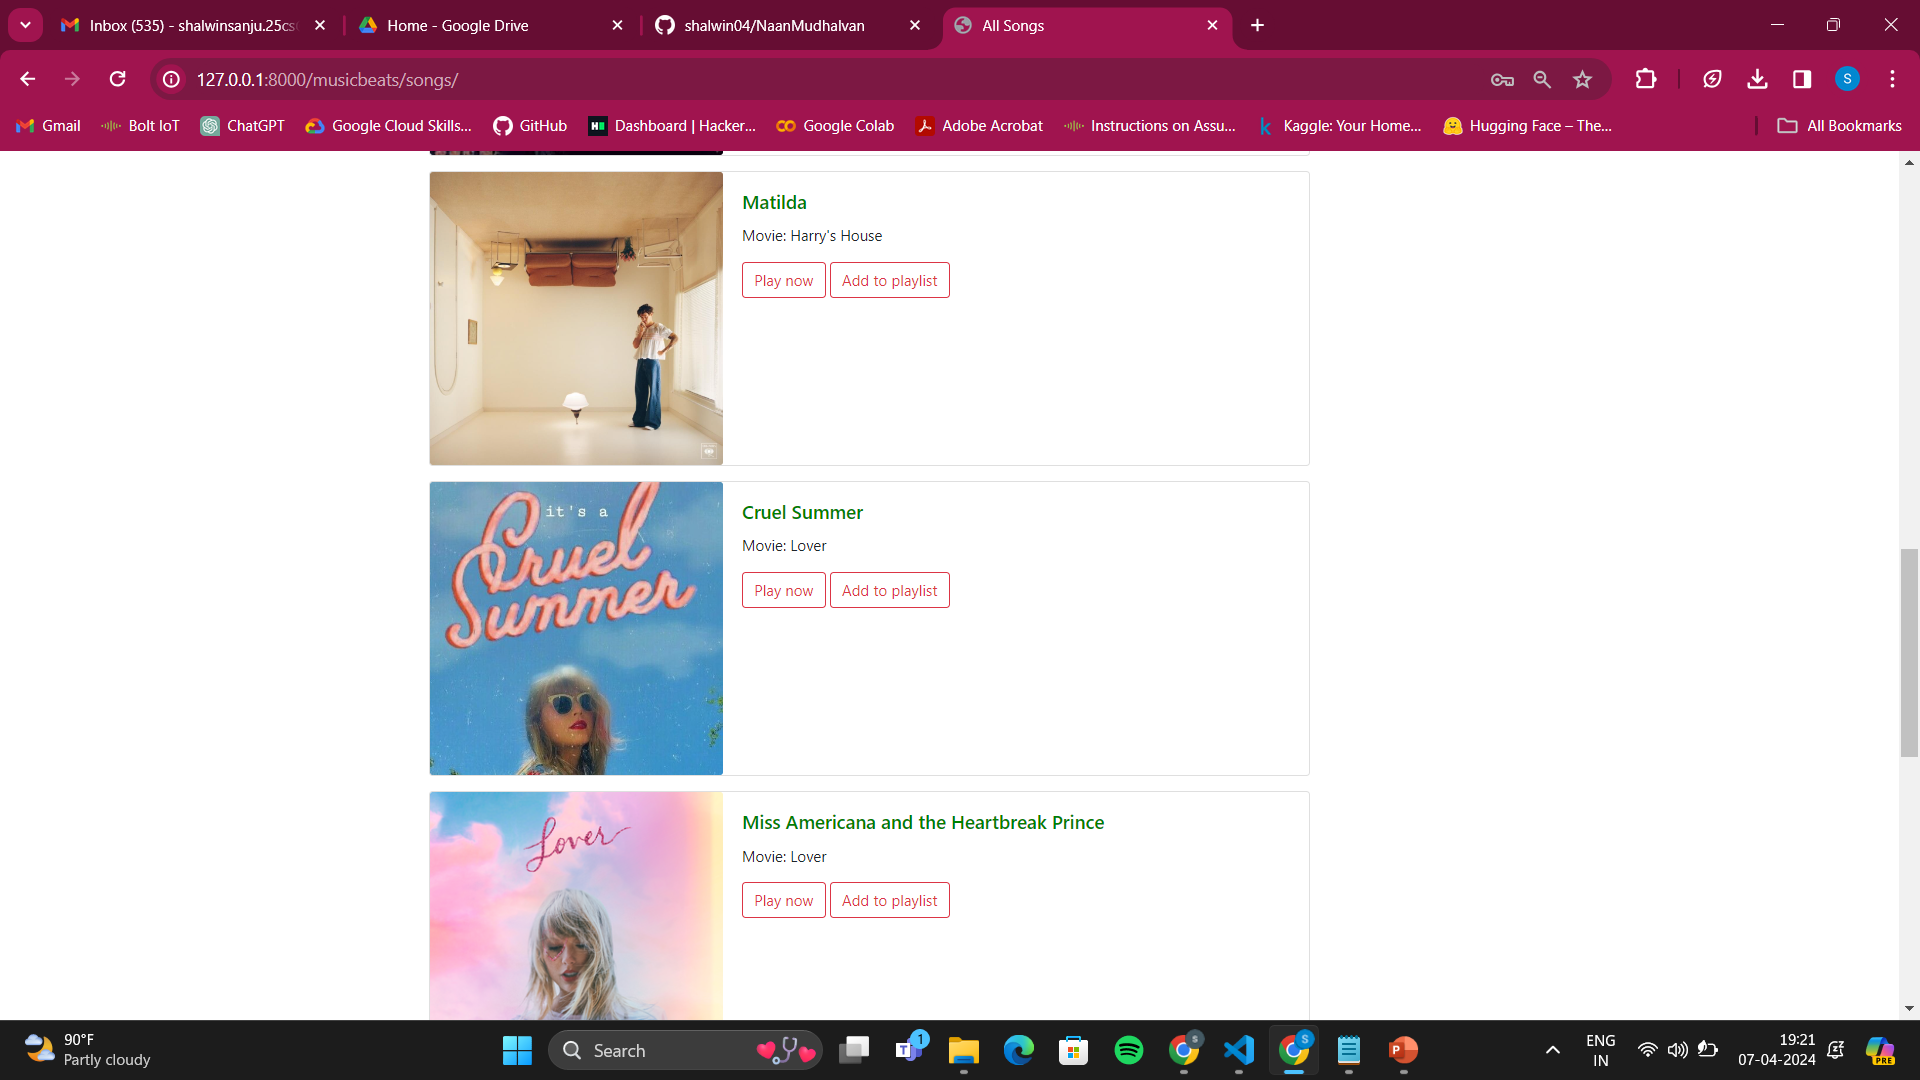 Inbox (535) - shalwinsanju.25cs
Home - Google Drive
shalwin04/NaanMudhalvan
All Songs
127.0.0.1:8000/musicbeats/songs/
S
Gmail
Bolt IoT
ChatGPT
Google Cloud Skills...
GitHub
Dashboard | Hacker...
Google Colab
Adobe Acrobat
Instructions on Assu...
Kaggle: Your Home...
Hugging Face – The...
All Bookmarks
Matilda
Movie: Harry's House
Play now
Add to playlist
it's a
Cruel
Summer
Cruel Summer
Movie: Lover
Play now
Add to playlist
Lover
Miss Americana and the Heartbreak Prince
Movie: Lover
Play now
Add to playlist
90°F
Partly cloudy
Search
1
S
S
ENG
IN
19:21
07-04-2024
PRE